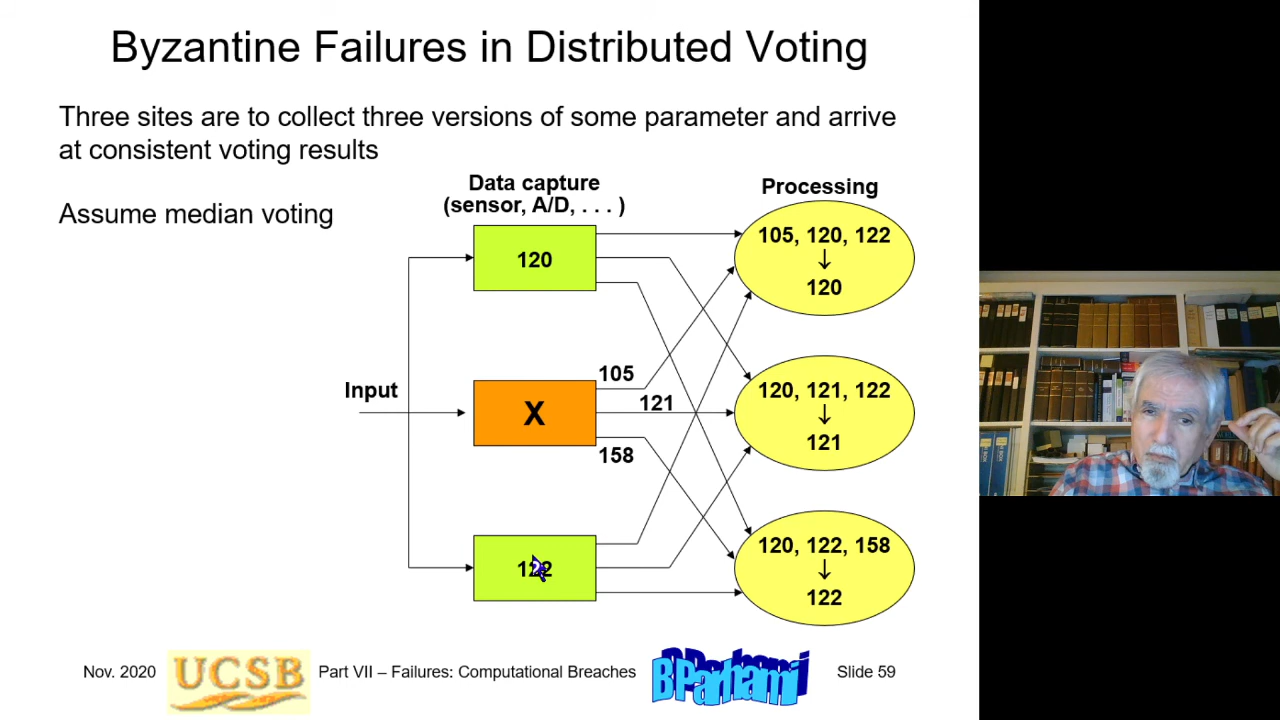 Byzantine Failures in Distributed Voting
Three sites are to collect three versions of some parameter and arrive
at consistent voting results
Assume median voting
Data capture
(sensor, A/D, . . . )
Processing
120
105, 120, 122
↓
120
Input
X
105
121
158
120, 121, 122
↓
121
122
120, 122, 158
↓
122
Nov. 2020
UCSB
Part VII – Failures: Computational Breaches
B Parhami
Slide 59